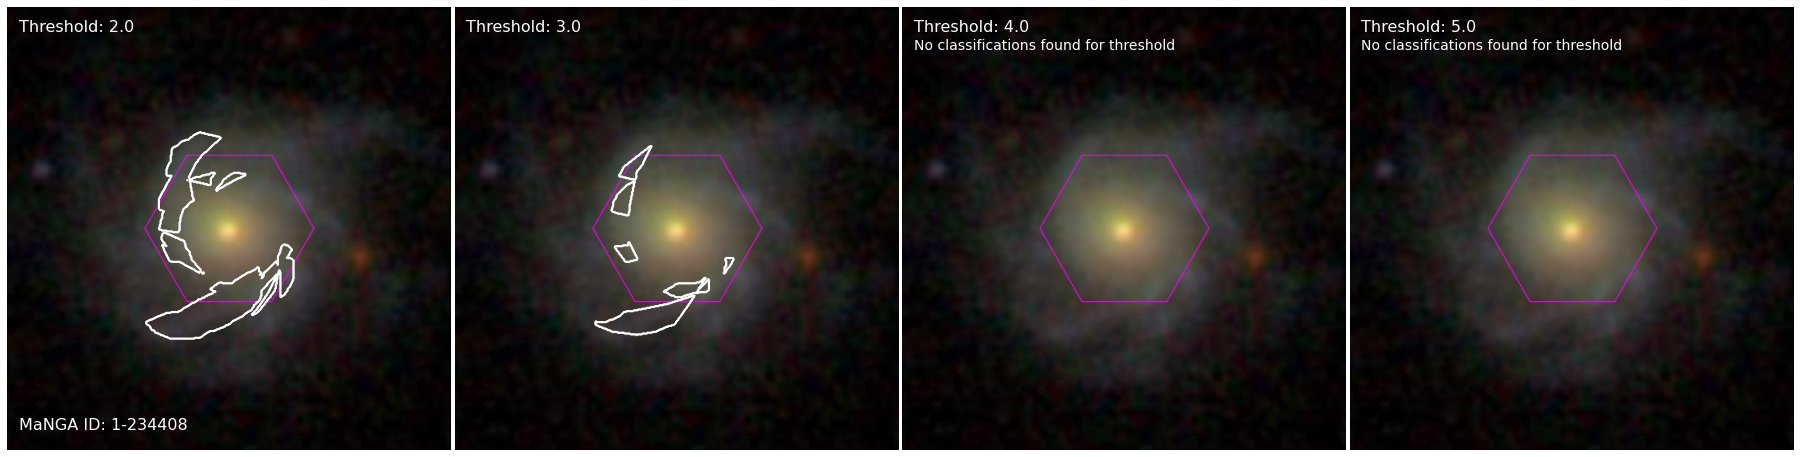 Threshold: 2.0
MaNGA ID: 1-234408
Threshold: 3.0
Threshold: 4.0
No classifications found for threshold
Threshold: 5.0
No classifications found for threshold